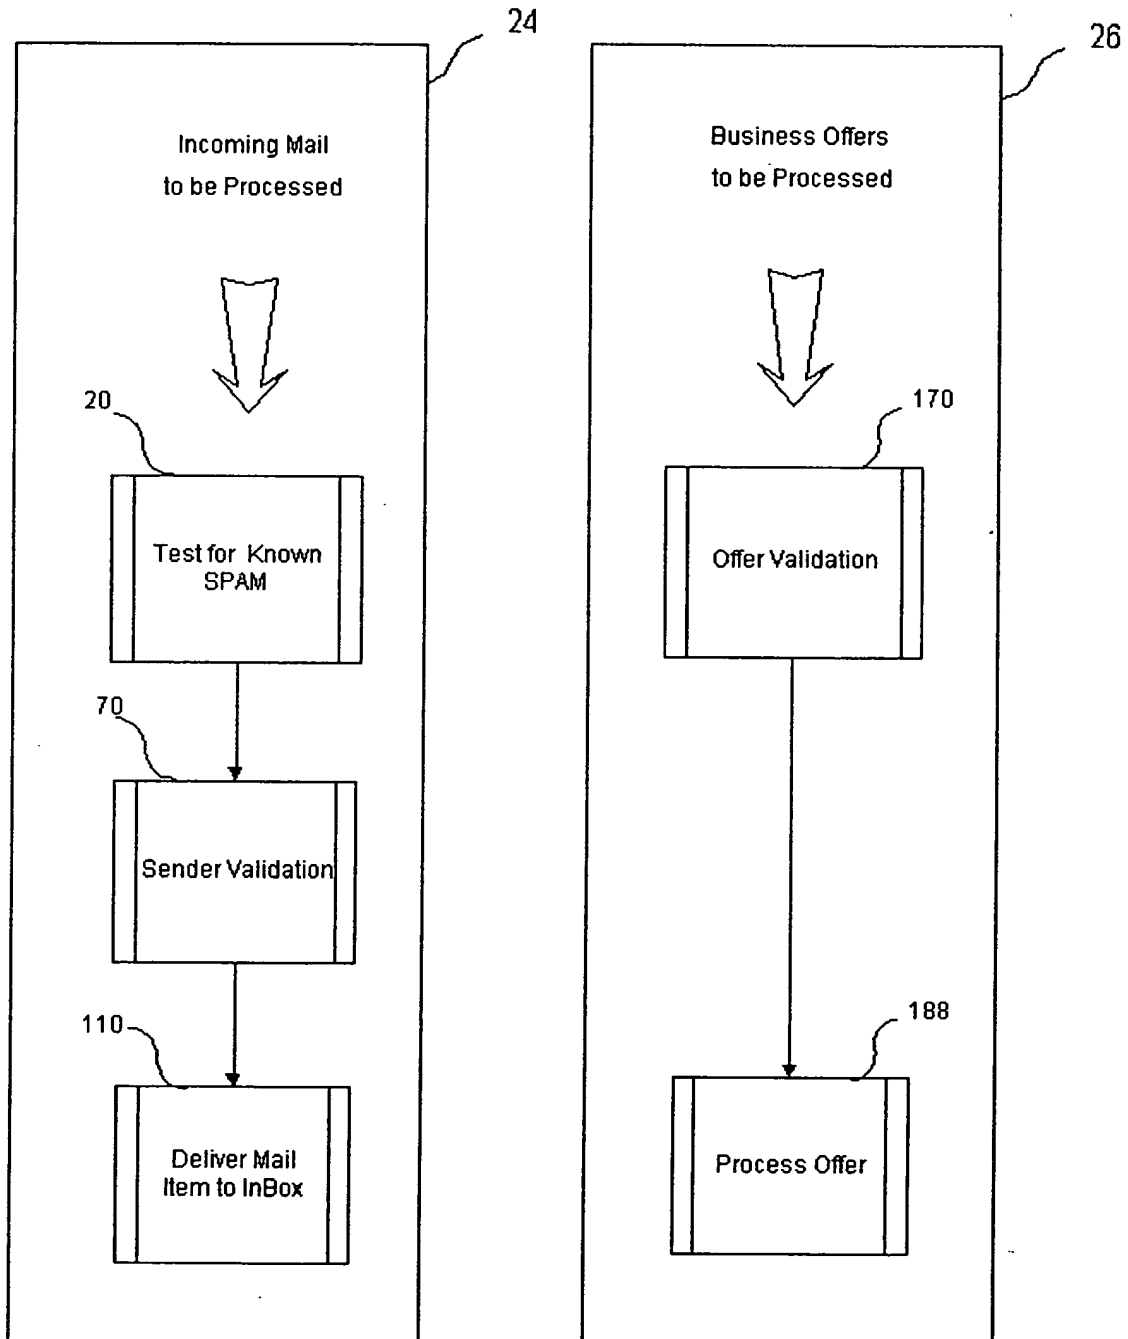 24
Incoming Mail
to be Processed
20
Test for Known
SPAM
70
Sender Validation
110
Deliver Mail
Item to InBox
26
Business Offers
to be Processed
170
Offer Validation
188
Process Offer